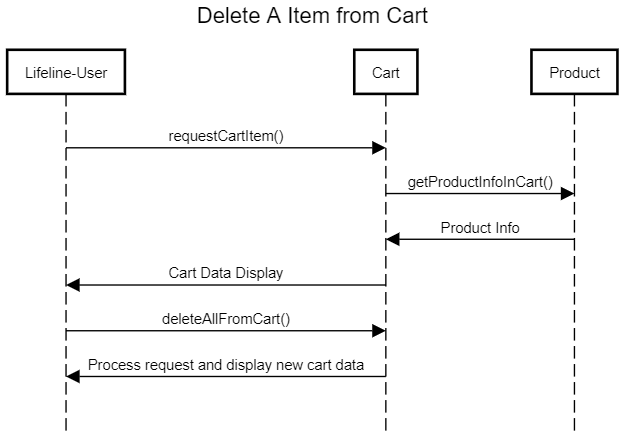 Delete A Item from Cart
Lifeline-User
Cart
Product
requestCartItem()
getProductInfoInCart()
Product Info
Cart Data Display
deleteAllFromCart()
Process request and display new cart data